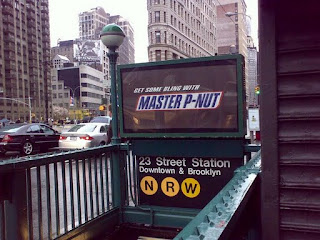 GET SOME BLING WITH
MASTER P-NUT
23 Street Station
Downtown & Brooklyn
N R W